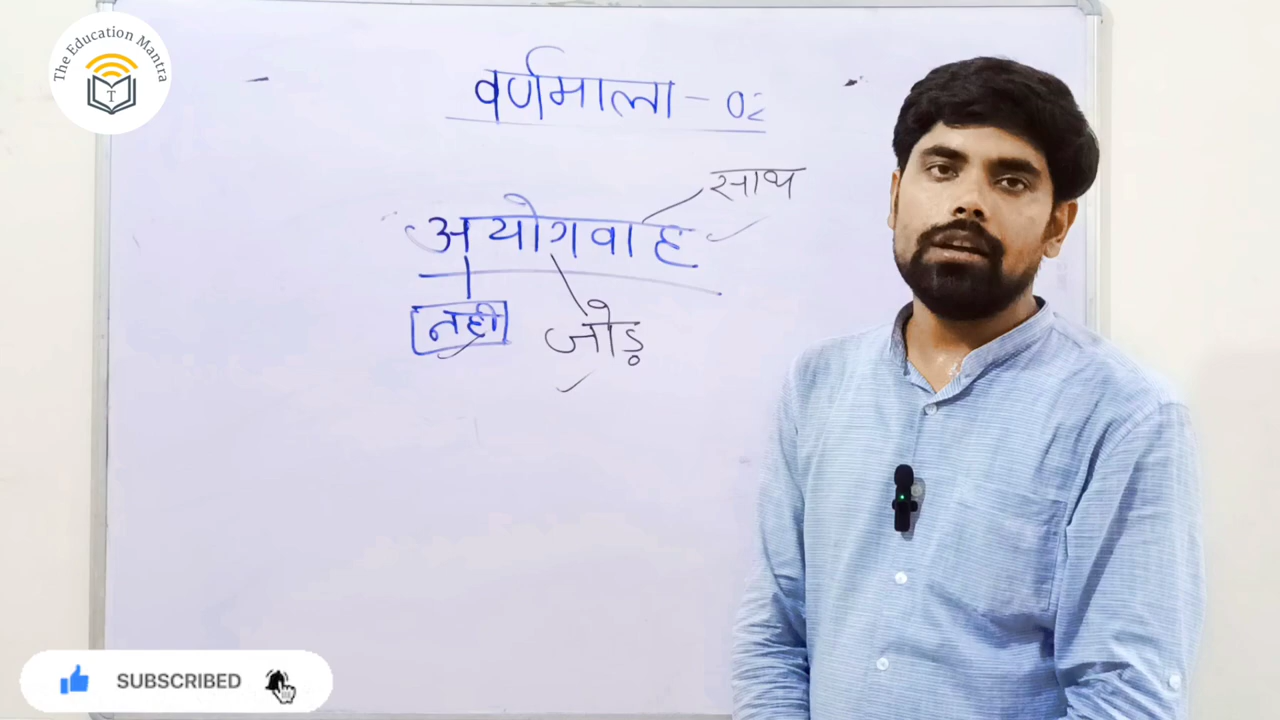 The Education Mantra
T
वर्णमाला - 02
साथ
अयोगवाह
नही
जोड़
SUBSCRIBED